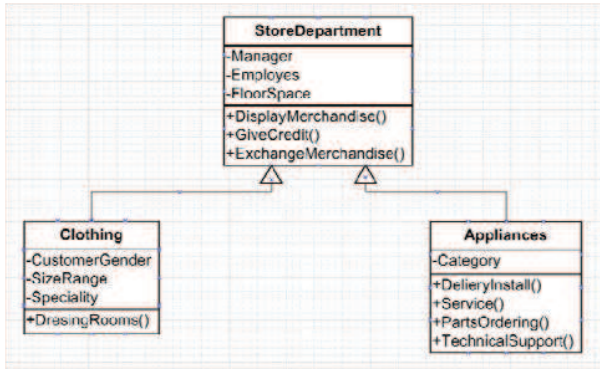 StoreDepartment
-Manager
-Employes
-FloorSpace
+DisplayMerchandise()
+GiveCredit()
+ExchangeMerchandise()
Clothing
-CustomerGender
-SizeRange
-Speciality
+DresingRooms()
Appliances
-Category
+DelieryInstall()
+Service()
+PartsOrdering()
+TechnicalSupport()